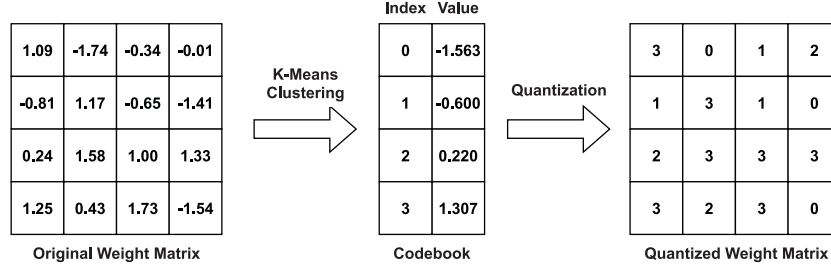 Index Value
1.09 -1.74 -0.34 -0.01 0 -1.563 3 0 1 2
K-Means
Clustering
Quantization
-0.81 1.17 -0.65 -1.41 1 -0.600 1 3 1 0
0.24 1.58 1.00 1.33 2 0.220 2 3 3 3
1.25 0.43 1.73 -1.54 3 1.307 3 2 3 0
Original Weight Matrix Codebook Quantized Weight Matrix